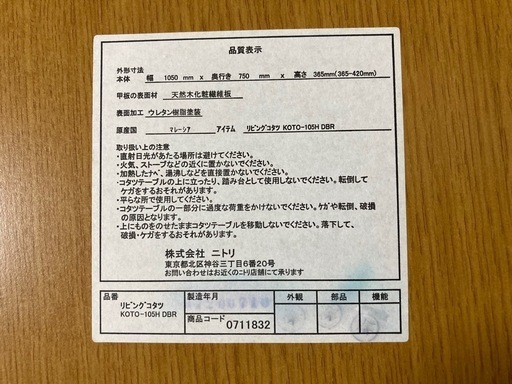 品質表示
外形寸法
本体 幅 1050 mm x 奥行き 750 mm x 高さ 365mm(365-420mm)
甲板の表面材 天然木化粧繊維板
表面加工 ウレタン樹脂塗装
原産国 マレーシア アイテム リビングコタツ KOTO-105H DBR
取り扱い上の注意
・直射日光があたる場所は避けてください。
・火気、ストーブなどの近くに置かないでください。
・加熱したナベ、湯沸しなどを直接置かないでください。
・コタツテーブルの上に立ったり、踏み台として使用しないでください。転倒して
ケガをするおそれがあります。
・平らな所で使用してください。
・コタツテーブルの一部分に過度な荷重をかけないでください。ケガや転倒、破損
の原因となります。
・上にものをのせたままコタツテーブルを移動しないでください。落下して、
破損・ケガをするおそれがあります。
株式会社 ニトリ
東京都北区神谷三丁目6番20号
お問い合わせはお近くのニトリ店舗にて承ります
品番 リビングコタツ KOTO-105H DBR
製造年月
商品コード 0711832
外観 部品 機能